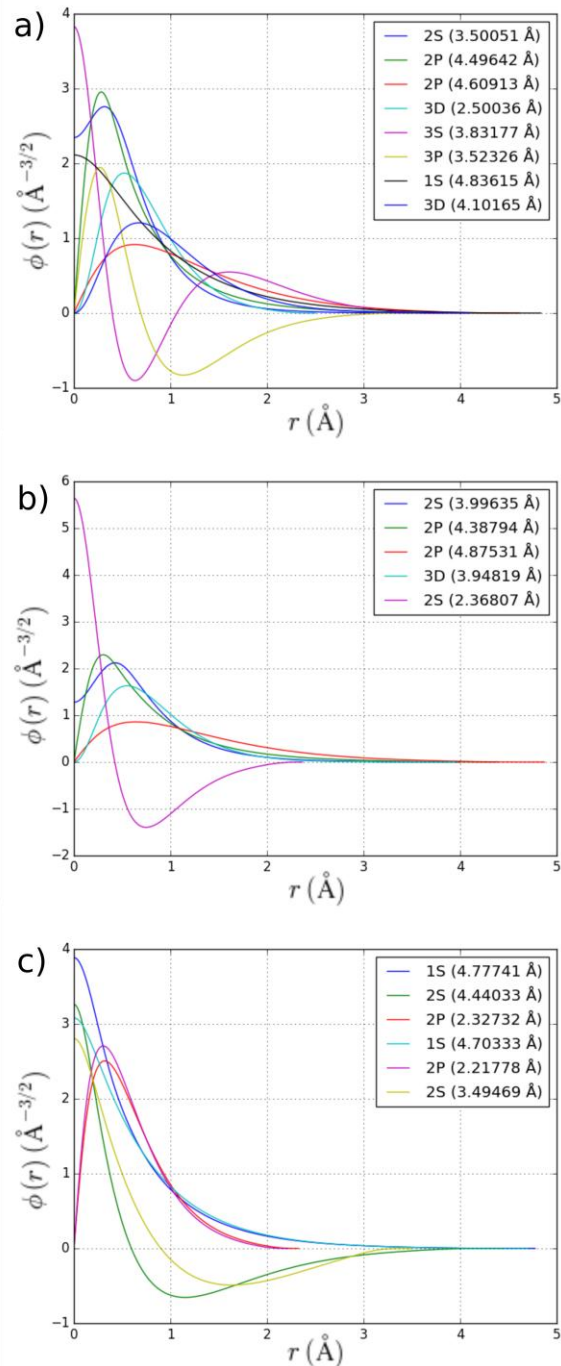 a)
4
3
2
1
0
−1
ϕ(r) (Å⁻³/²)
2S (3.50051 Å)
2P (4.49642 Å)
2P (4.60913 Å)
3D (2.50036 Å)
3S (3.83177 Å)
3P (3.52326 Å)
1S (4.83615 Å)
3D (4.10165 Å)
0 1 2 3 4 5
r (Å)
b)
6
5
4
3
2
1
0
−1
−2
ϕ(r) (Å⁻³/²)
2S (3.99635 Å)
2P (4.38794 Å)
2P (4.87531 Å)
3D (3.94819 Å)
2S (2.36807 Å)
0 1 2 3 4 5
r (Å)
c)
4
3
2
1
0
−1
ϕ(r) (Å⁻³/²)
1S (4.77741 Å)
2S (4.44033 Å)
2P (2.32732 Å)
1S (4.70333 Å)
2P (2.21778 Å)
2S (3.49469 Å)
0 1 2 3 4 5
r (Å)